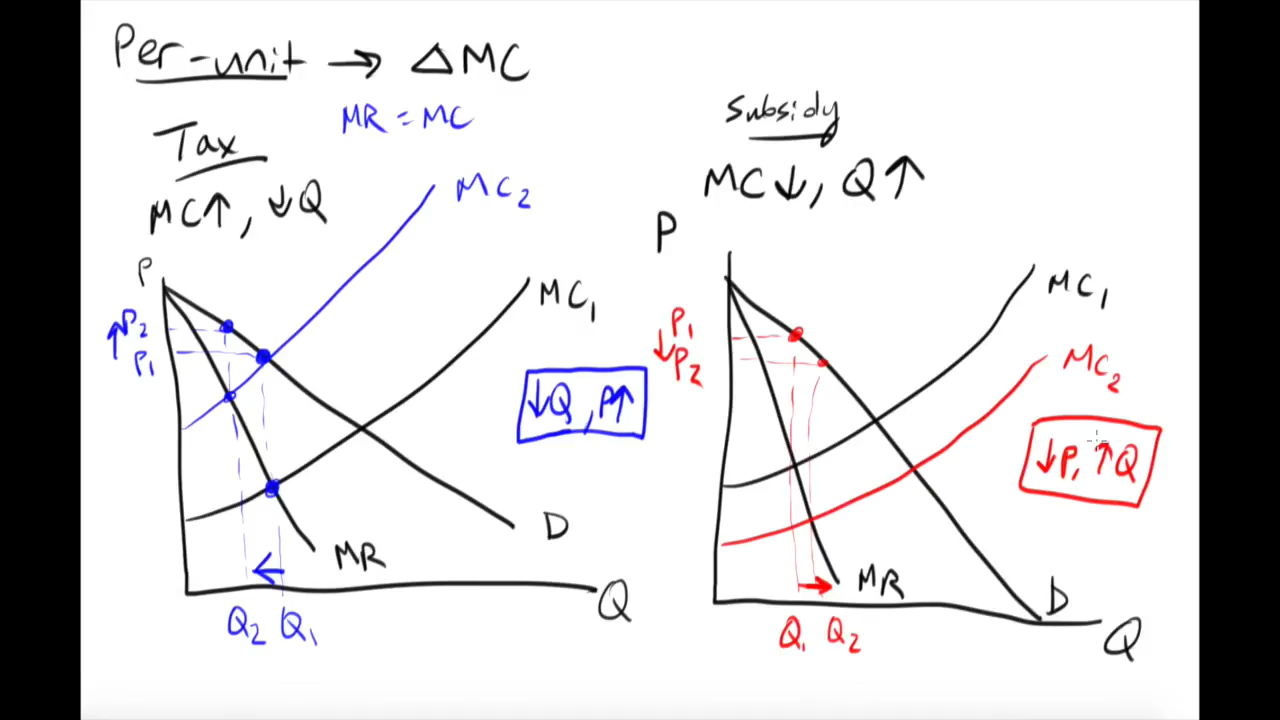 Per-unit → △MC
MR = MC
Tax
MC↑, ↓Q
MC₂
P
↑P₂
P₁
MC₁
↓Q, P↑
D
MR
Q₂ Q₁
Q
Subsidy
MC↓, Q↑
P
↓P₁
P₂
MC₁
MC₂
↓P, ↑Q
MR
D
Q₁ Q₂
Q